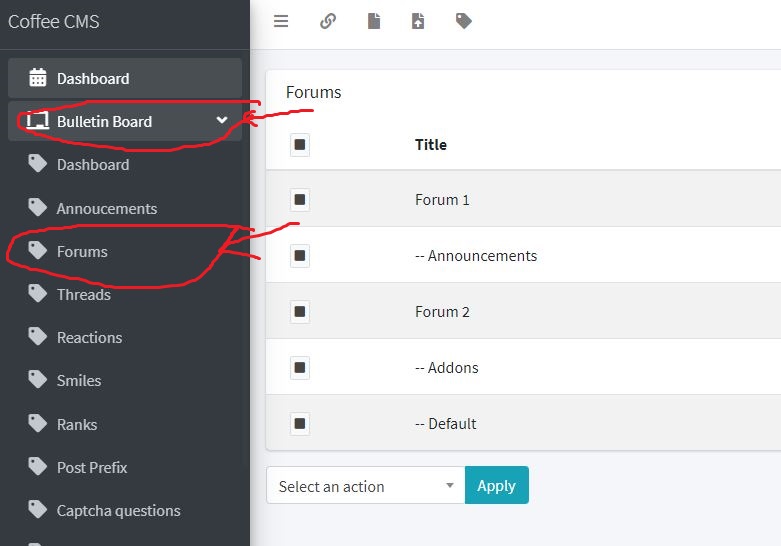 Coffee CMS
Dashboard
Bulletin Board
Dashboard
Annoucements
Forums
Threads
Reactions
Smiles
Ranks
Post Prefix
Captcha questions
Forums
Title
Forum 1
-- Announcements
Forum 2
-- Addons
-- Default
Select an action
Apply